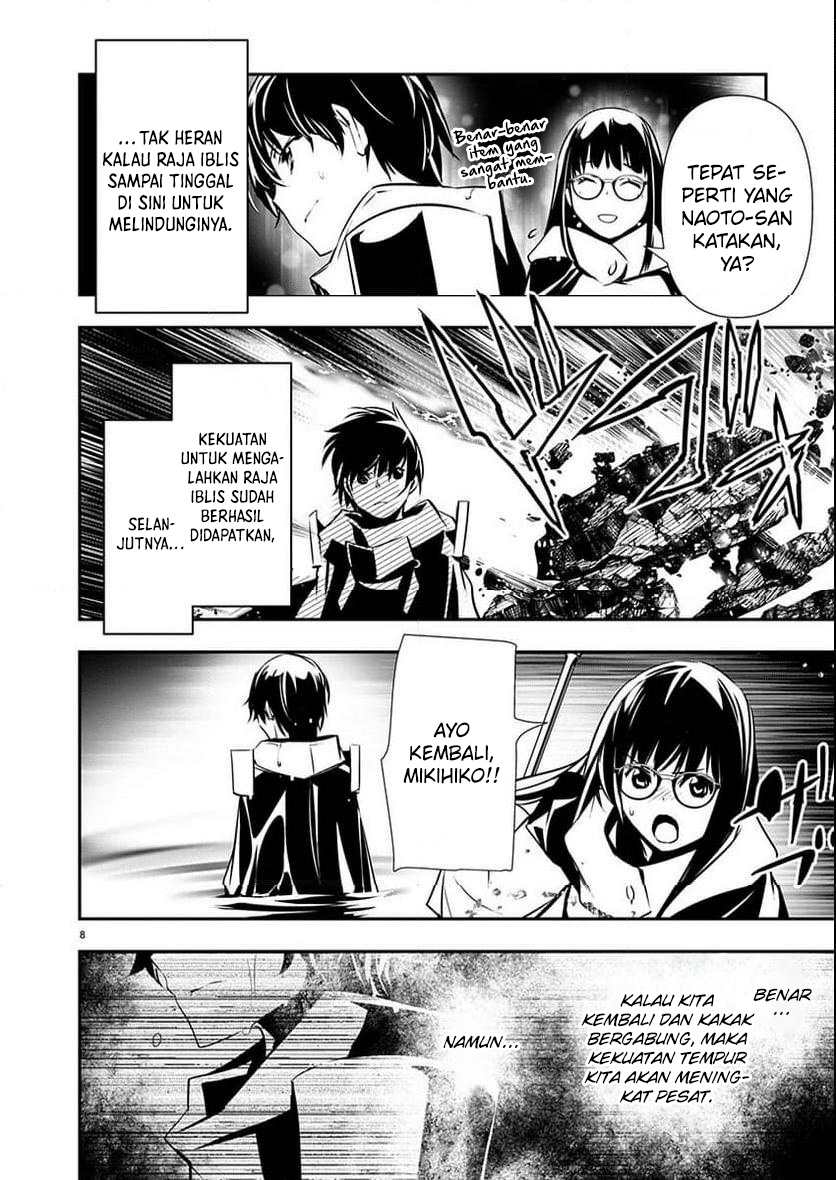 TEPAT SE-
PERTI YANG
NAOTO-SAN
KATAKAN,
YA?
Benar-benar
item yang
sangat mem-
bantu.
...TAK HERAN
KALAU RAJA IBLIS
SAMPAI TINGGAL
DI SINI UNTUK
MELINDUNGINYA.
KEKUATAN
UNTUK MENGA-
LAHKAN RAJA
IBLIS SUDAH
BERHASIL
DIDAPATKAN,
SELAN-
JUTNYA...
AYO
KEMBALI,
MIKIHIKO!!
8
BENAR
...
KALAU KITA
KEMBALI DAN KAKAK
BERGABUNG, MAKA
KEKUATAN TEMPUR
KITA AKAN MENING-
KAT PESAT.
NAMUN...